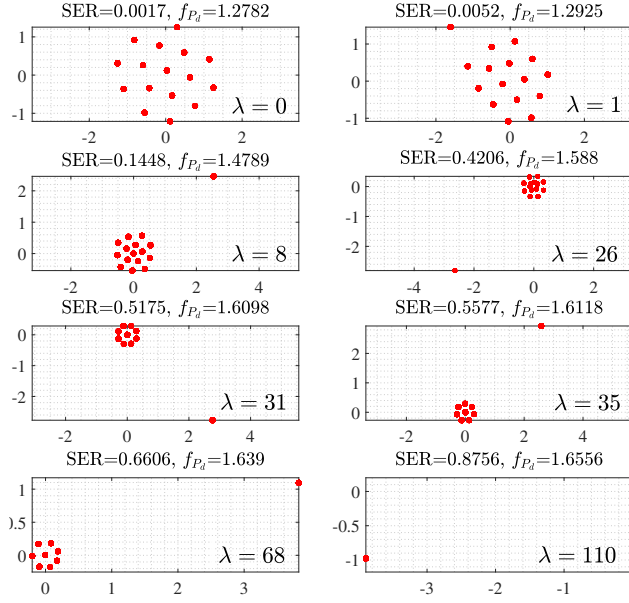 SER=0.0017, f_{P_d}=1.2782
1
0
-1
λ = 0
-2 0 2
SER=0.0052, f_{P_d}=1.2925
1
0
-1
λ = 1
-2 0 2
SER=0.1448, f_{P_d}=1.4789
2
1
0
λ = 8
-2 0 2 4
SER=0.4206, f_{P_d}=1.588
0
-1
-2
λ = 26
-4 -2 0 2
SER=0.5175, f_{P_d}=1.6098
0
-1
-2
λ = 31
-2 0 2 4
SER=0.5577, f_{P_d}=1.6118
2
1
0
λ = 35
-2 0 2 4
SER=0.6606, f_{P_d}=1.639
1
0.5
0
λ = 68
0 1 2 3
SER=0.8756, f_{P_d}=1.6556
0
-0.5
-1
λ = 110
-3 -2 -1